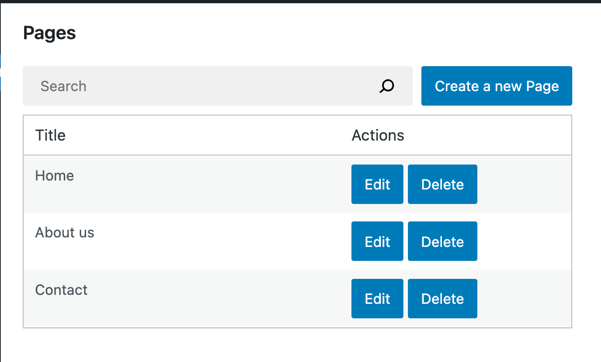 Pages
Search
Create a new Page
Title Actions
Home Edit Delete
About us Edit Delete
Contact Edit Delete